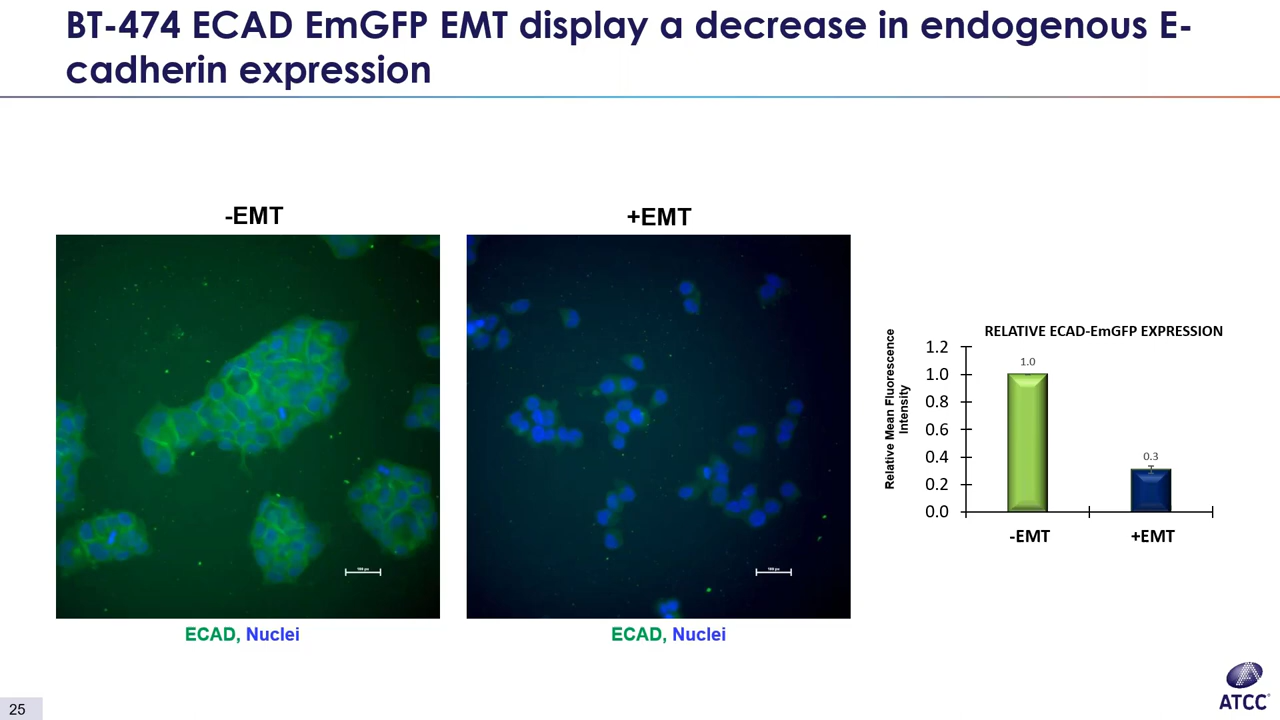 BT-474 ECAD EmGFP EMT display a decrease in endogenous E-
cadherin expression
-EMT
+EMT
ECAD, Nuclei
ECAD, Nuclei
RELATIVE ECAD-EmGFP EXPRESSION
Relative Mean Fluorescence
Intensity
1.2
1.0
0.8
0.6
0.4
0.2
0.0
1.0
0.3
-EMT
+EMT
25
ATCC